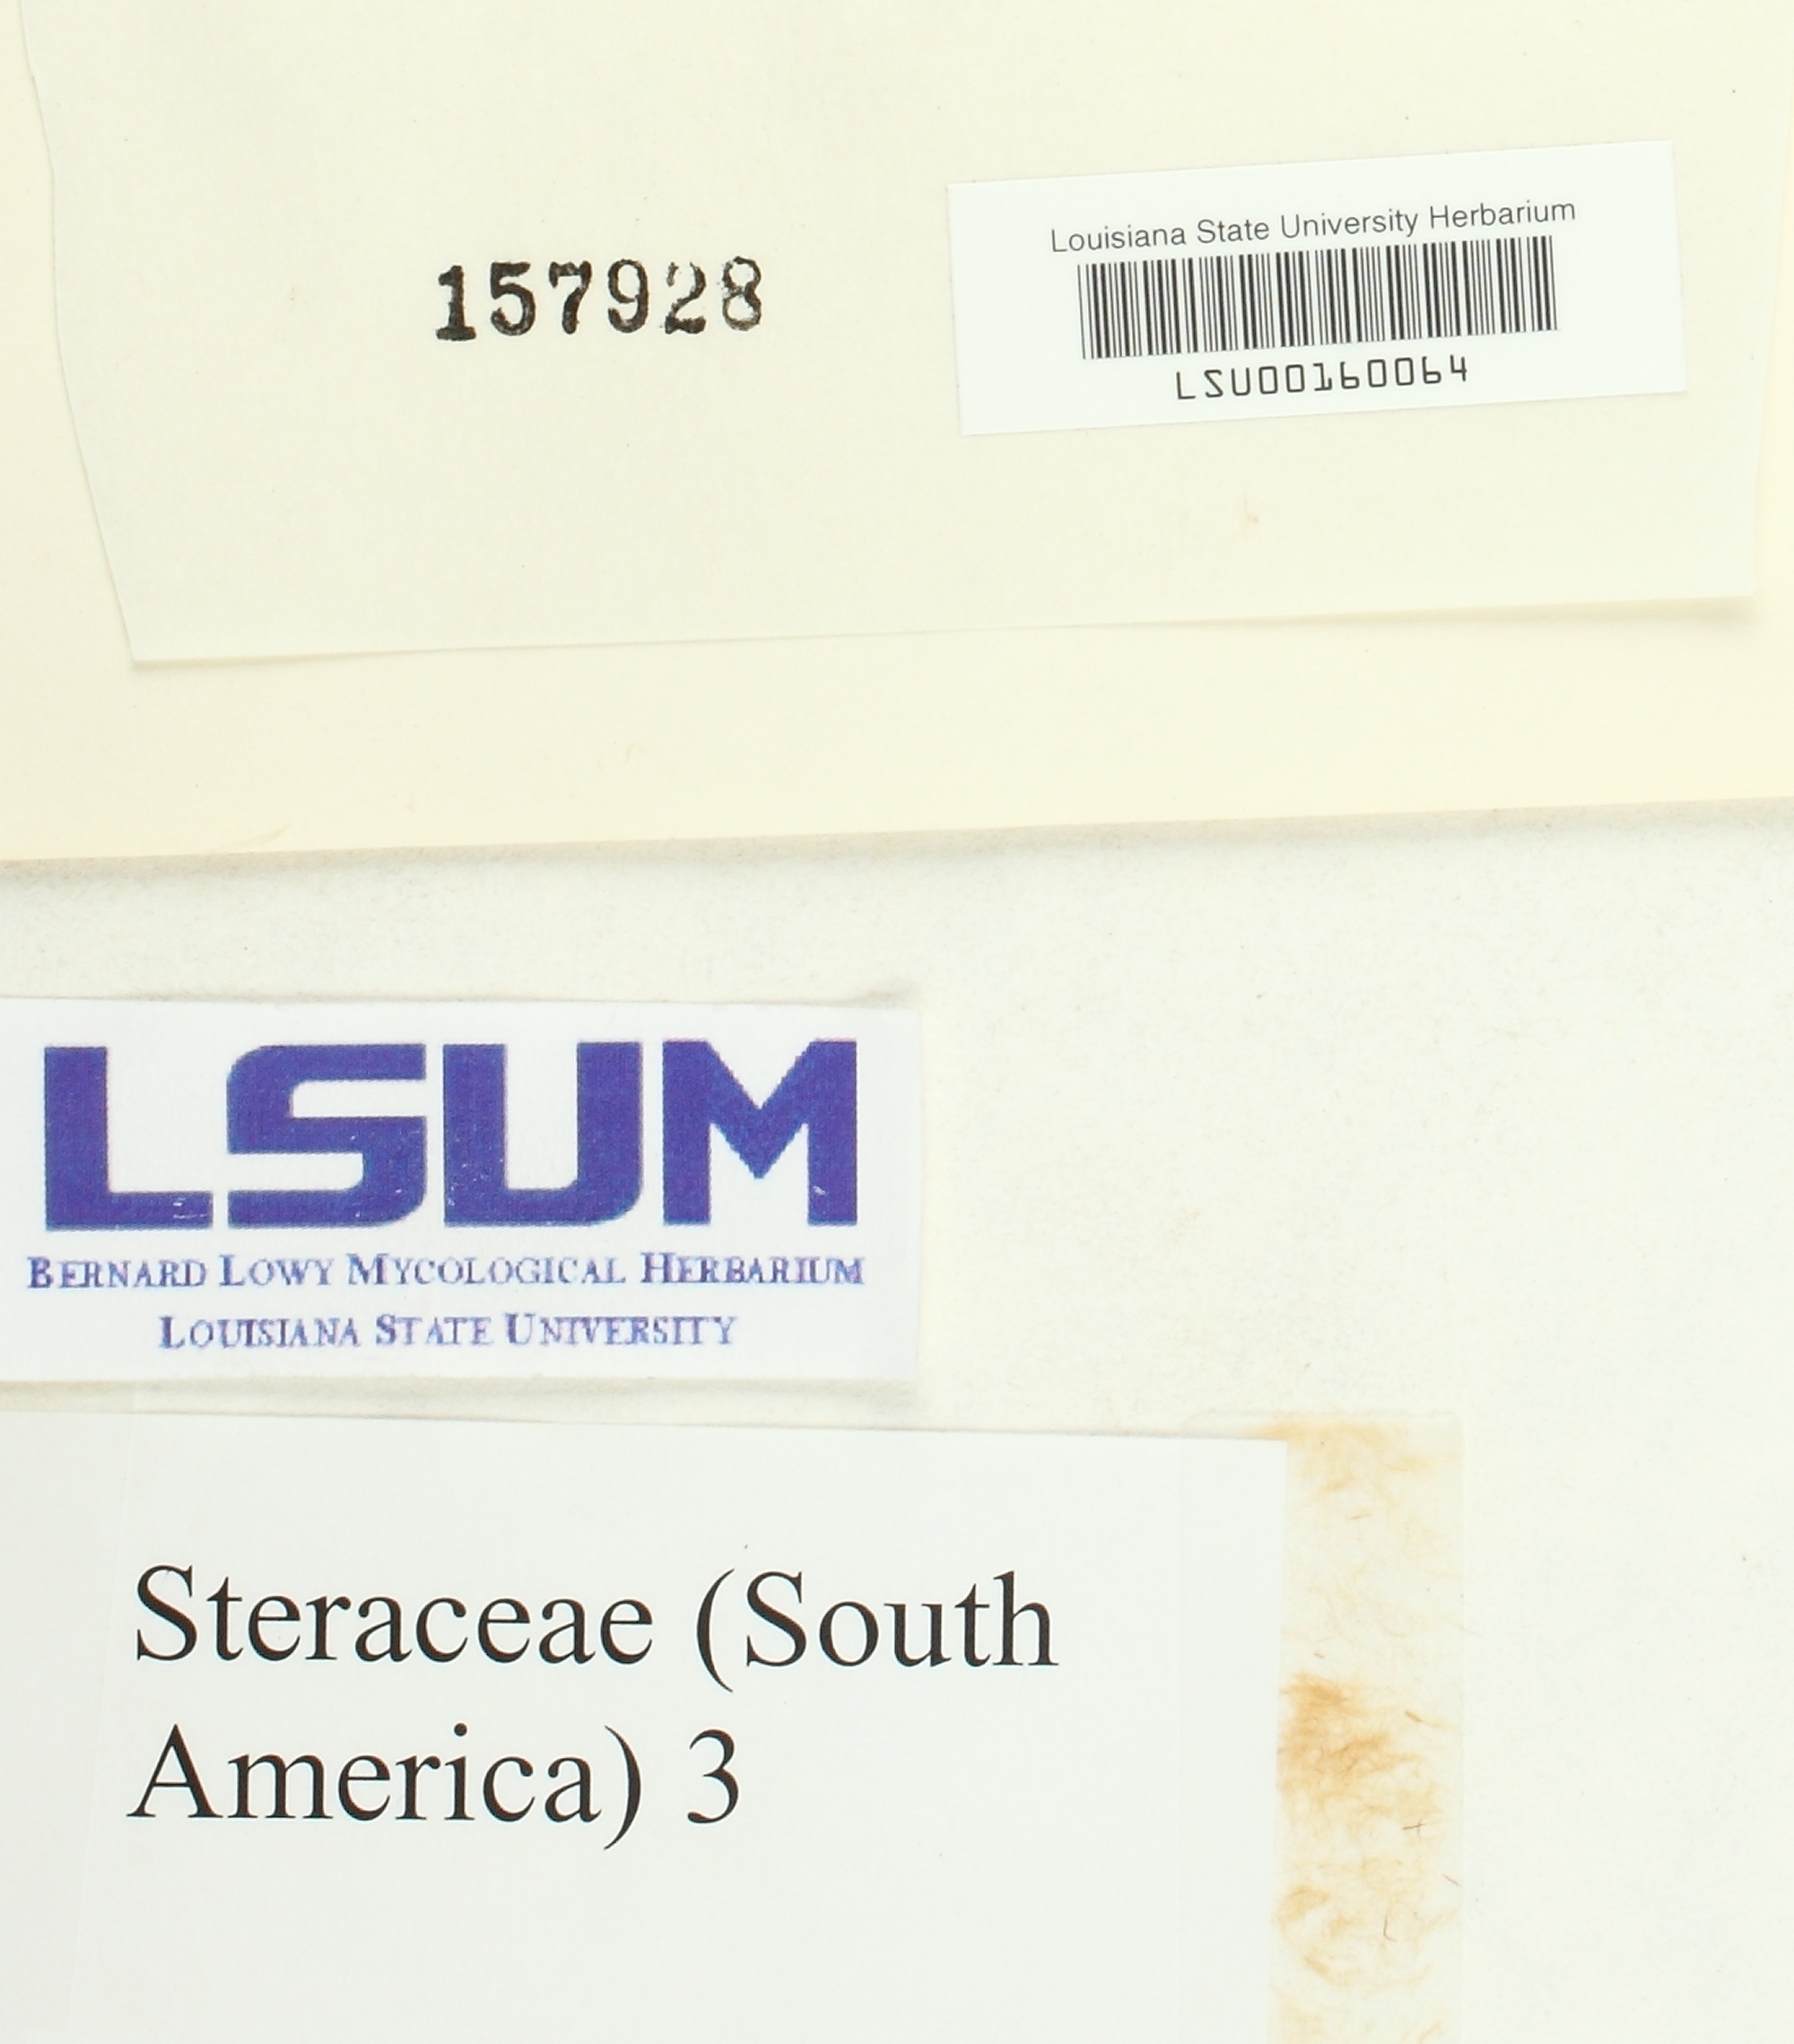 157928
Louisiana State University Herbarium
LSU00160064
LSUM
BERNARD LOWY MYCOLOGICAL HERBARIUM
LOUISIANA STATE UNIVERSITY
Steraceae (South
America) 3